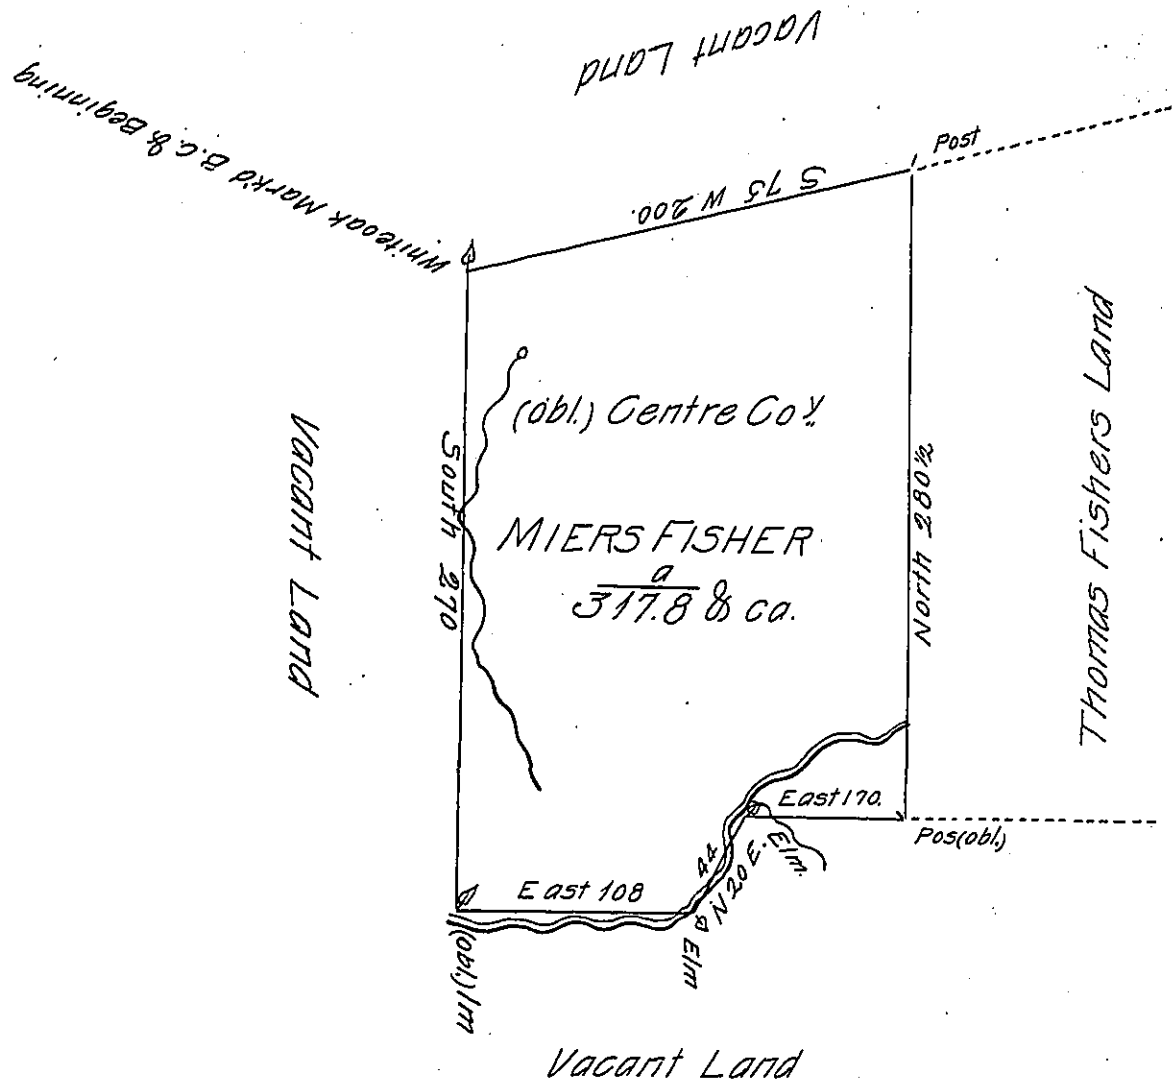 Vacant Land
Whiteoak Mark'd B.C. & Beginning
Post
S 75 W 200.
(obl.) Centre Coy.
South 270
MIERS FISHER
a
317.8 & ca.
North 280½
Vacant Land
Thomas Fishers Land
East 170.
Elm.
Pos(obl.)
44
N 20 E.
East 108
Elm
(obl.)lm
Vacant Land